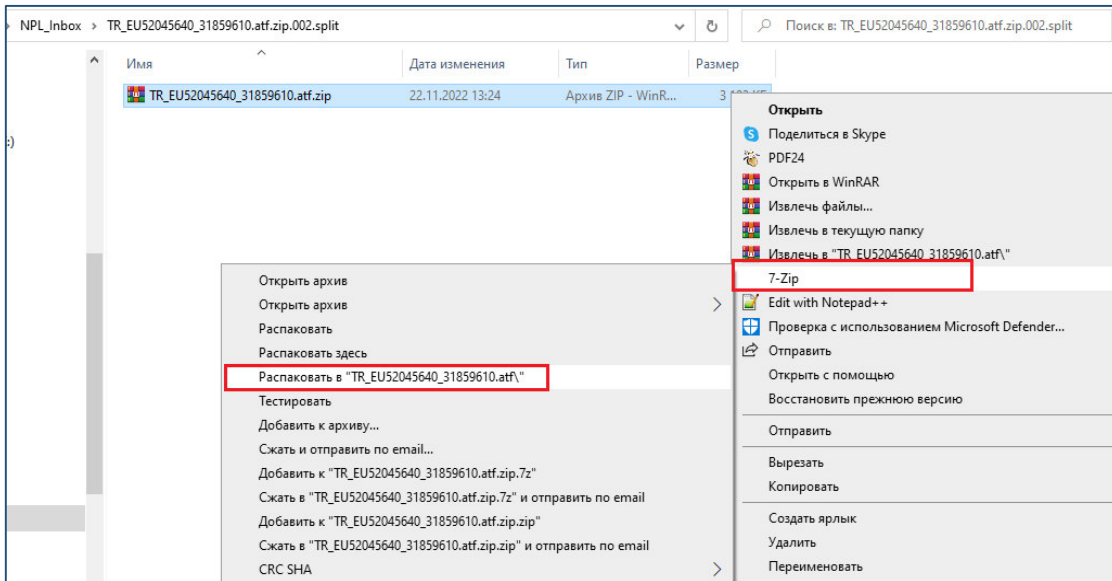 NPL_Inbox > TR_EU52045640_31859610.atf.zip.002.split
Поиск в: TR_EU52045640_31859610.atf.zip.002.split
Имя Дата изменения Тип Размер
TR_EU52045640_31859610.atf.zip 22.11.2022 13:24 Архив ZIP - WinR...
:)
Открыть
Поделиться в Skype
PDF24
Открыть в WinRAR
Извлечь файлы...
Извлечь в текущую папку
Извлечь в "TR_EU52045640_31859610.atf\"
7-Zip
Edit with Notepad++
Проверка с использованием Microsoft Defender...
Отправить
Открыть с помощью
Восстановить прежнюю версию
Отправить
Вырезать
Копировать
Создать ярлык
Удалить
Переименовать
Открыть архив
Открыть архив
Распаковать
Распаковать здесь
Распаковать в "TR_EU52045640_31859610.atf\"
Тестировать
Добавить к архиву...
Сжать и отправить по email...
Добавить к "TR_EU52045640_31859610.atf.zip.7z"
Сжать в "TR_EU52045640_31859610.atf.zip.7z" и отправить по email
Добавить к "TR_EU52045640_31859610.atf.zip.zip"
Сжать в "TR_EU52045640_31859610.atf.zip.zip" и отправить по email
CRC SHA